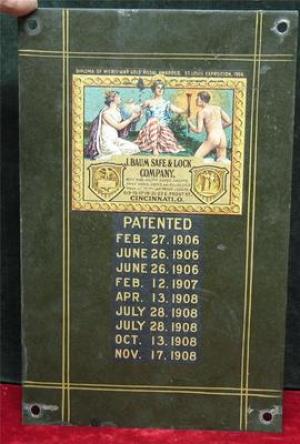 DIPLOMA OF MERIT AND GOLD MEDAL AWARDED ST. LOUIS EXPOSITION, 1904
J. BAUM SAFE & LOCK
COMPANY.
CINCINNATI, O.
PATENTED
FEB. 27. 1906
JUNE 26. 1906
JUNE 26. 1906
FEB. 12. 1907
APR. 13. 1908
JULY 28. 1908
JULY 28. 1908
OCT. 13. 1908
NOV. 17. 1908